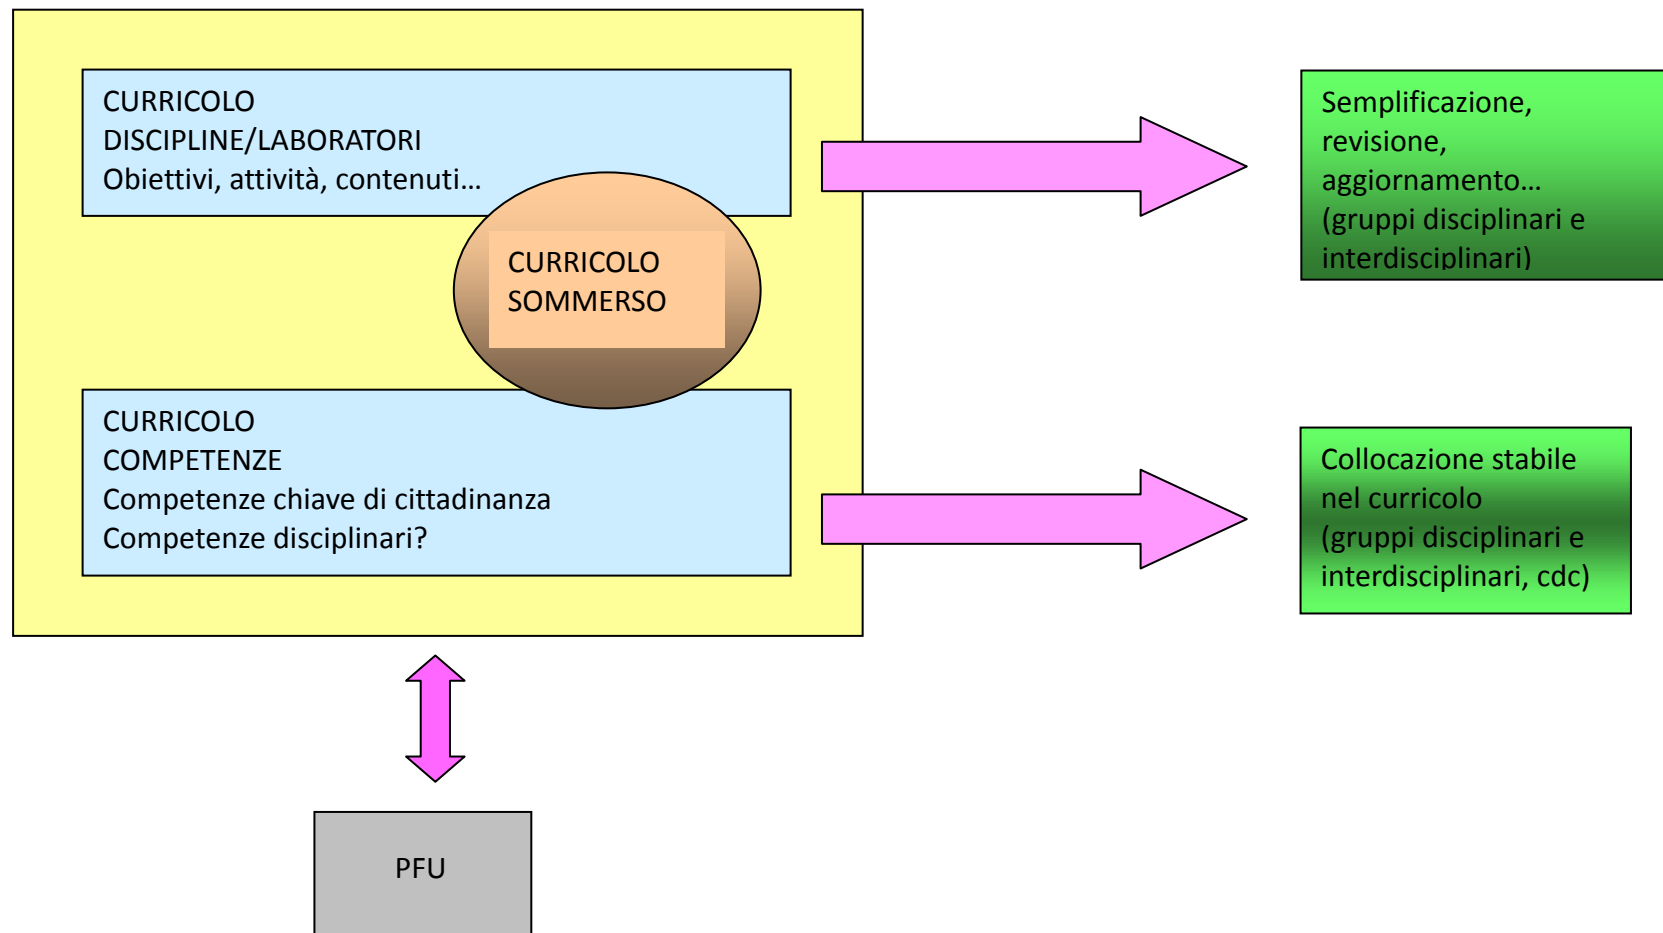 CURRICOLO
DISCIPLINE/LABORATORI
Obiettivi, attività, contenuti…
CURRICOLO
SOMMERSO
CURRICOLO
COMPETENZE
Competenze chiave di cittadinanza
Competenze disciplinari?
Semplificazione,
revisione,
aggiornamento…
(gruppi disciplinari e
interdisciplinari)
Collocazione stabile
nel curricolo
(gruppi disciplinari e
interdisciplinari, cdc)
PFU